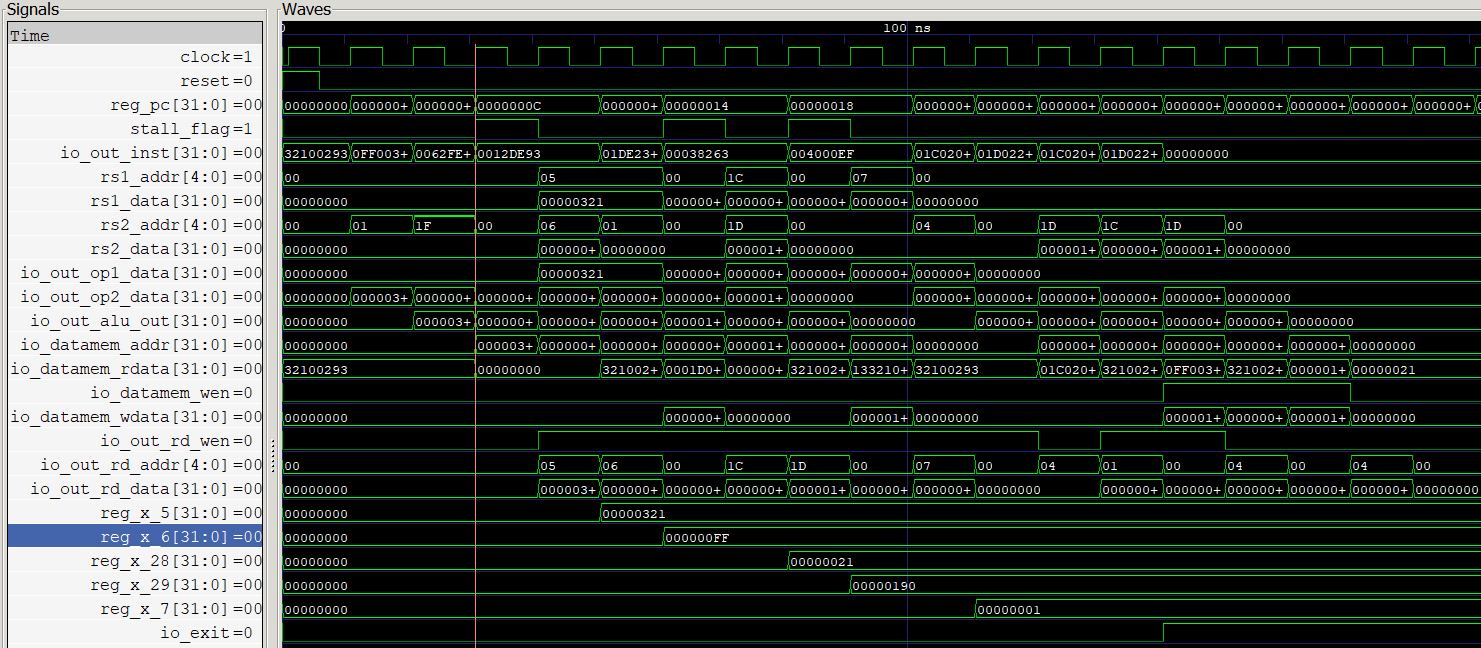 Signals Waves
Time 0 100 ns
clock=1
reset=0
reg_pc[31:0]=00 00000000 000000+ 000000+ 0000000C 000000+ 00000014 00000018 000000+ 000000+ 000000+ 000000+ 000000+ 000000+ 000000+ 000000+ 000000+
stall_flag=1
io_out_inst[31:0]=00 32100293 0FF003+ 0062FE+ 0012DE93 01DE23+ 00038263 004000EF 01C020+ 01D022+ 01C020+ 01D022+ 00000000
rs1_addr[4:0]=00 00 05 00 1C 00 07 00
rs1_data[31:0]=00 00000000 00000321 000000+ 000000+ 000000+ 000000+ 00000000
rs2_addr[4:0]=00 00 01 1F 00 06 01 00 1D 00 04 00 1D 1C 1D 00
rs2_data[31:0]=00 00000000 000000+ 00000000 000001+ 00000000 000001+ 000000+ 000001+ 00000000
io_out_op1_data[31:0]=00 00000000 00000321 000000+ 000000+ 000000+ 000000+ 000000+ 00000000
io_out_op2_data[31:0]=00 00000000 000003+ 000000+ 000000+ 000000+ 000000+ 000000+ 000001+ 00000000 000000+ 000000+ 000000+ 000000+ 000000+ 00000000
io_out_alu_out[31:0]=00 00000000 000003+ 000000+ 000000+ 000000+ 000001+ 000000+ 000000+ 00000000 000000+ 000000+ 000000+ 000000+ 000000+ 00000000
io_datamem_addr[31:0]=00 00000000 000003+ 000000+ 000000+ 000000+ 000001+ 000000+ 000000+ 00000000 000000+ 000000+ 000000+ 000000+ 000000+ 00000000
io_datamem_rdata[31:0]=00 32100293 00000000 321002+ 0001D0+ 000000+ 321002+ 133210+ 32100293 01C020+ 321002+ 0FF003+ 321002+ 000001+ 00000021
io_datamem_wen=0
io_datamem_wdata[31:0]=00 00000000 000000+ 00000000 000001+ 00000000 000001+ 000000+ 000001+ 00000000
io_out_rd_wen=0
io_out_rd_addr[4:0]=00 00 05 06 00 1C 1D 00 07 00 04 01 00 04 00 04 00
io_out_rd_data[31:0]=00 00000000 000003+ 000000+ 000000+ 000000+ 000001+ 000000+ 000000+ 00000000 000000+ 000000+ 000000+ 000000+ 000000+ 00000000
reg_x_5[31:0]=00 00000000 00000321
reg_x_6[31:0]=00 00000000 000000FF
reg_x_28[31:0]=00 00000000 00000021
reg_x_29[31:0]=00 00000000 00000190
reg_x_7[31:0]=00 00000000 00000001
io_exit=0